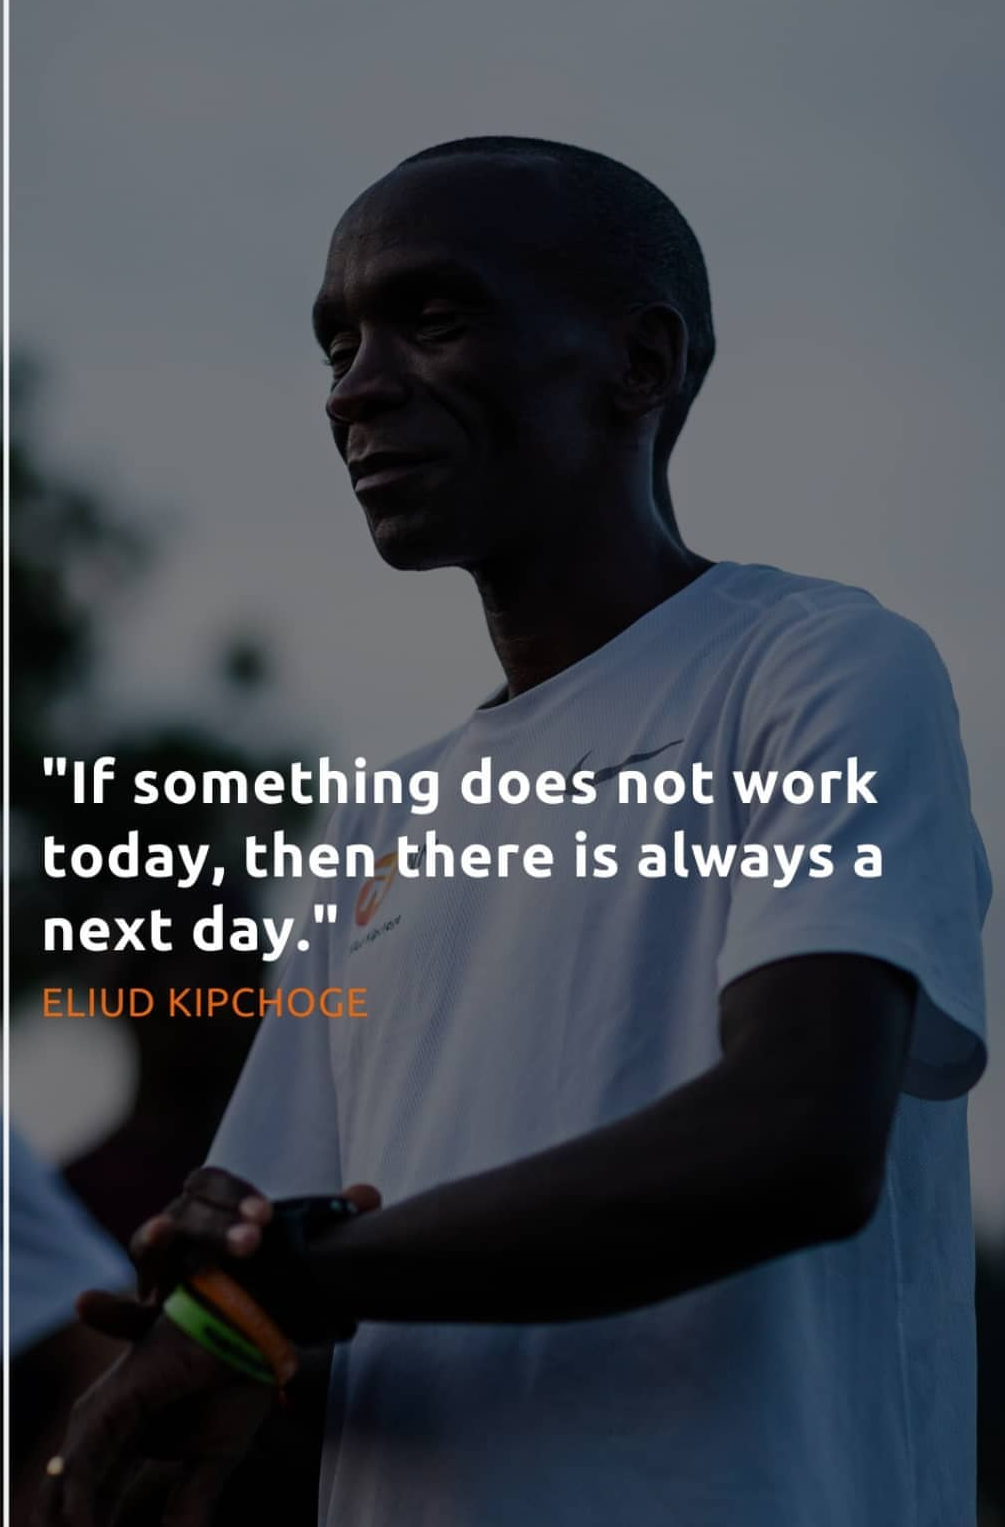 "If something does not work
today, then there is always a
next day."
ELIUD KIPCHOGE